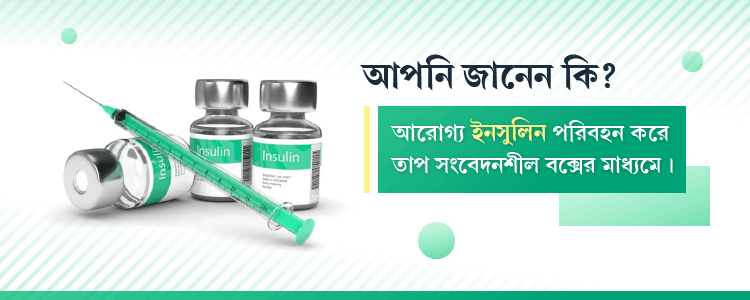 আপনি জানেন কি?
আরোগ্য ইনসুলিন পরিবহন করে
তাপ সংবেদনশীল বক্সের মাধ্যমে।
Insulin
Insulin
Insulin